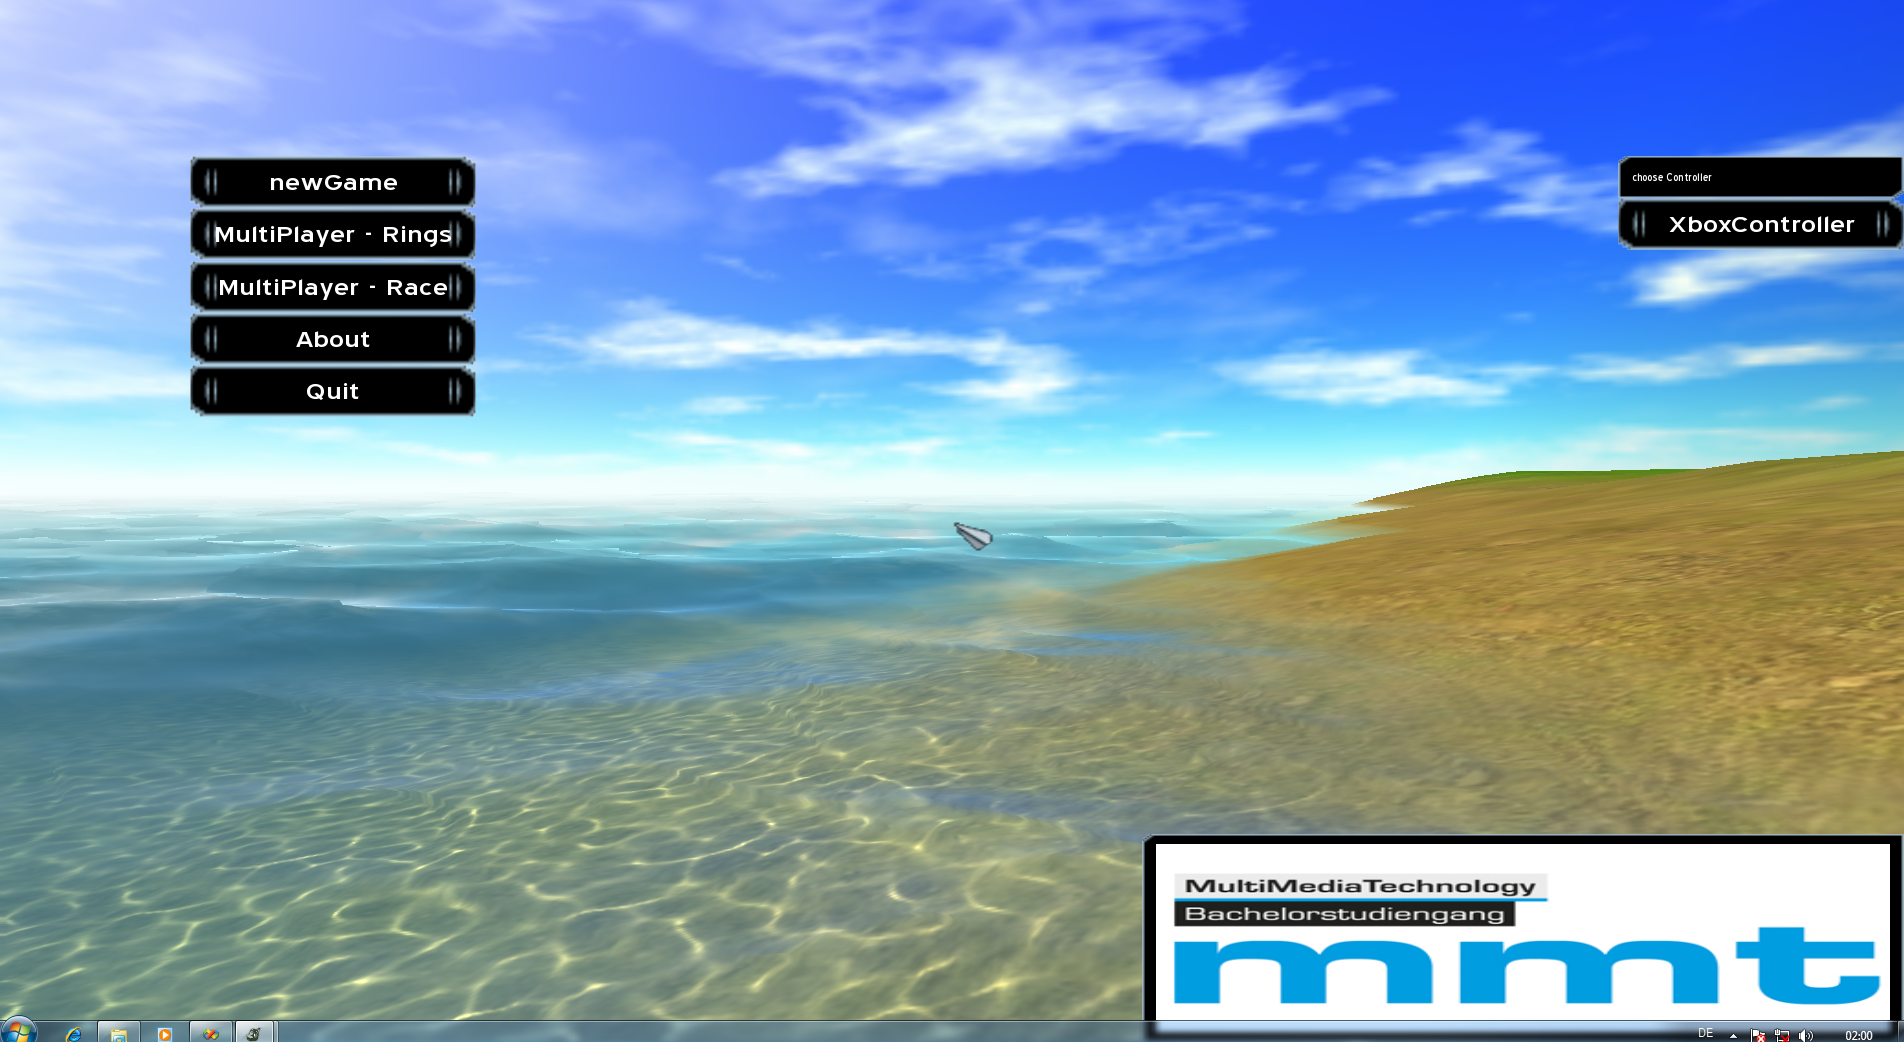 newGame
MultiPlayer - Rings
MultiPlayer - Race
About
Quit
choose Controller
XboxController
MultiMediaTechnology
Bachelorstudiengang
mmt
DE
02:00